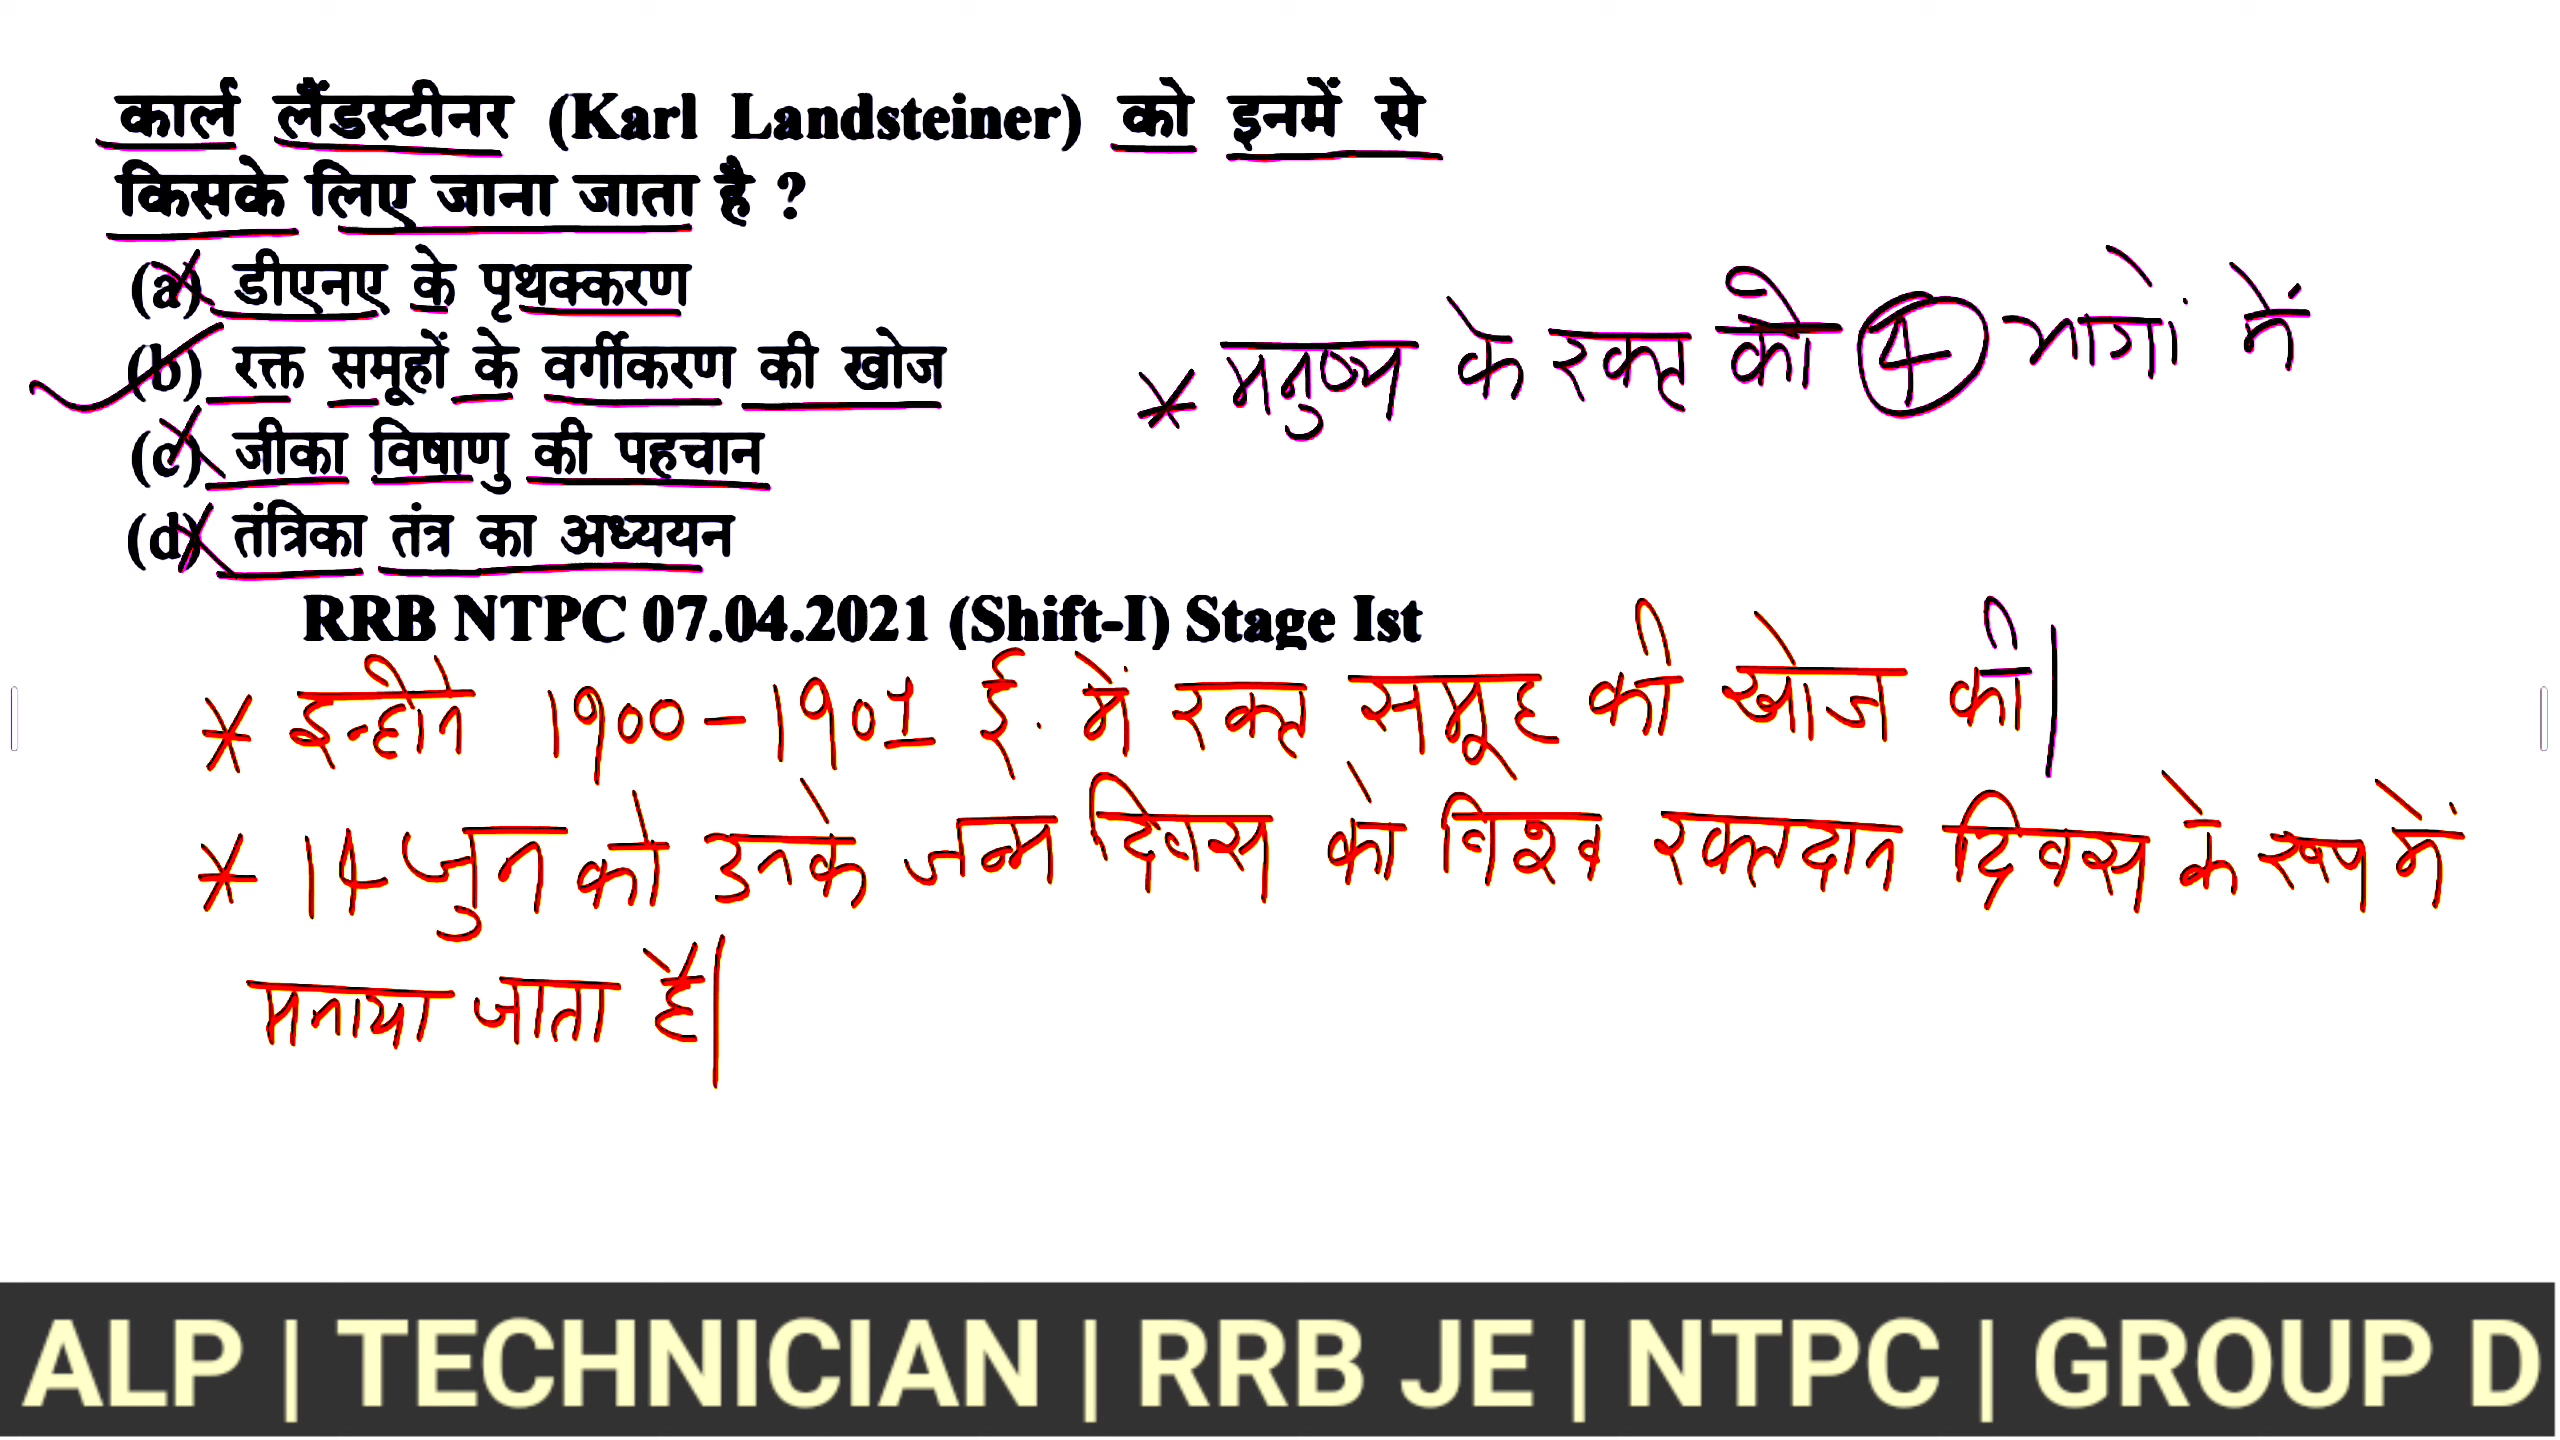 कार्ल लैंडस्टीनर (Karl Landsteiner) को इनमें से
किसके लिए जाना जाता है ?
(a) डीएनए के पृथक्करण
(b) रक्त समूहों के वर्गीकरण की खोज
(c) जीका विषाणु की पहचान
(d) तंत्रिका तंत्र का अध्ययन
* मनुष्य के रक्त को 4 भागों में
RRB NTPC 07.04.2021 (Shift-I) Stage Ist
* इन्होंने 1900-1901 ई. में रक्त समूह की खोज की|
* 14 जुन को उनके जन्म दिवस को विश्व रक्तदान दिवस के रूप में
मनाया जाता है|
ALP | TECHNICIAN | RRB JE | NTPC | GROUP D